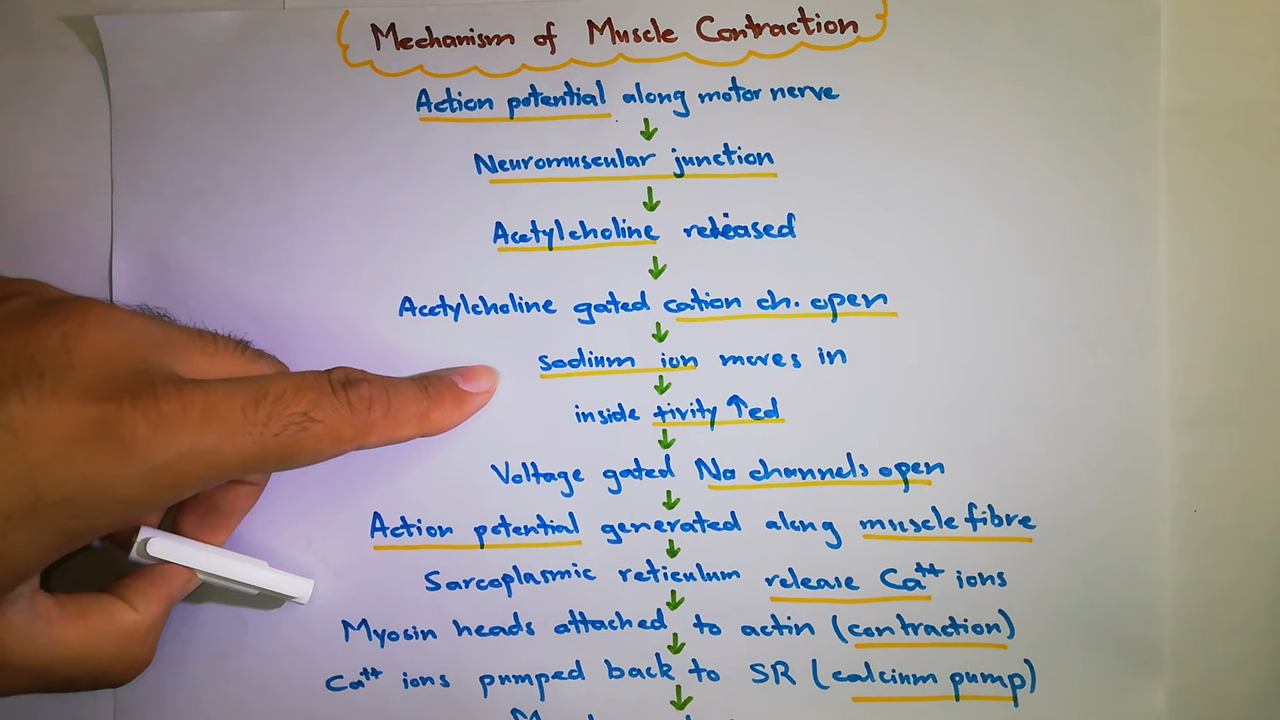 Mechanism of Muscle Contraction
Action potential along motor nerve
↓
Neuromuscular junction
↓
Acetylcholine released
↓
Acetylcholine gated cation ch. open
↓
Sodium ion moves in
↓
inside tivity ↑ed
↓
Voltage gated Na channels open
↓
Action potential generated along muscle fibre
↓
Sarcoplasmic reticulum release Ca⁺⁺ ions
↓
Myosin heads attached to actin (contraction)
↓
Ca⁺⁺ ions pumped back to SR (calcium pump)
↓